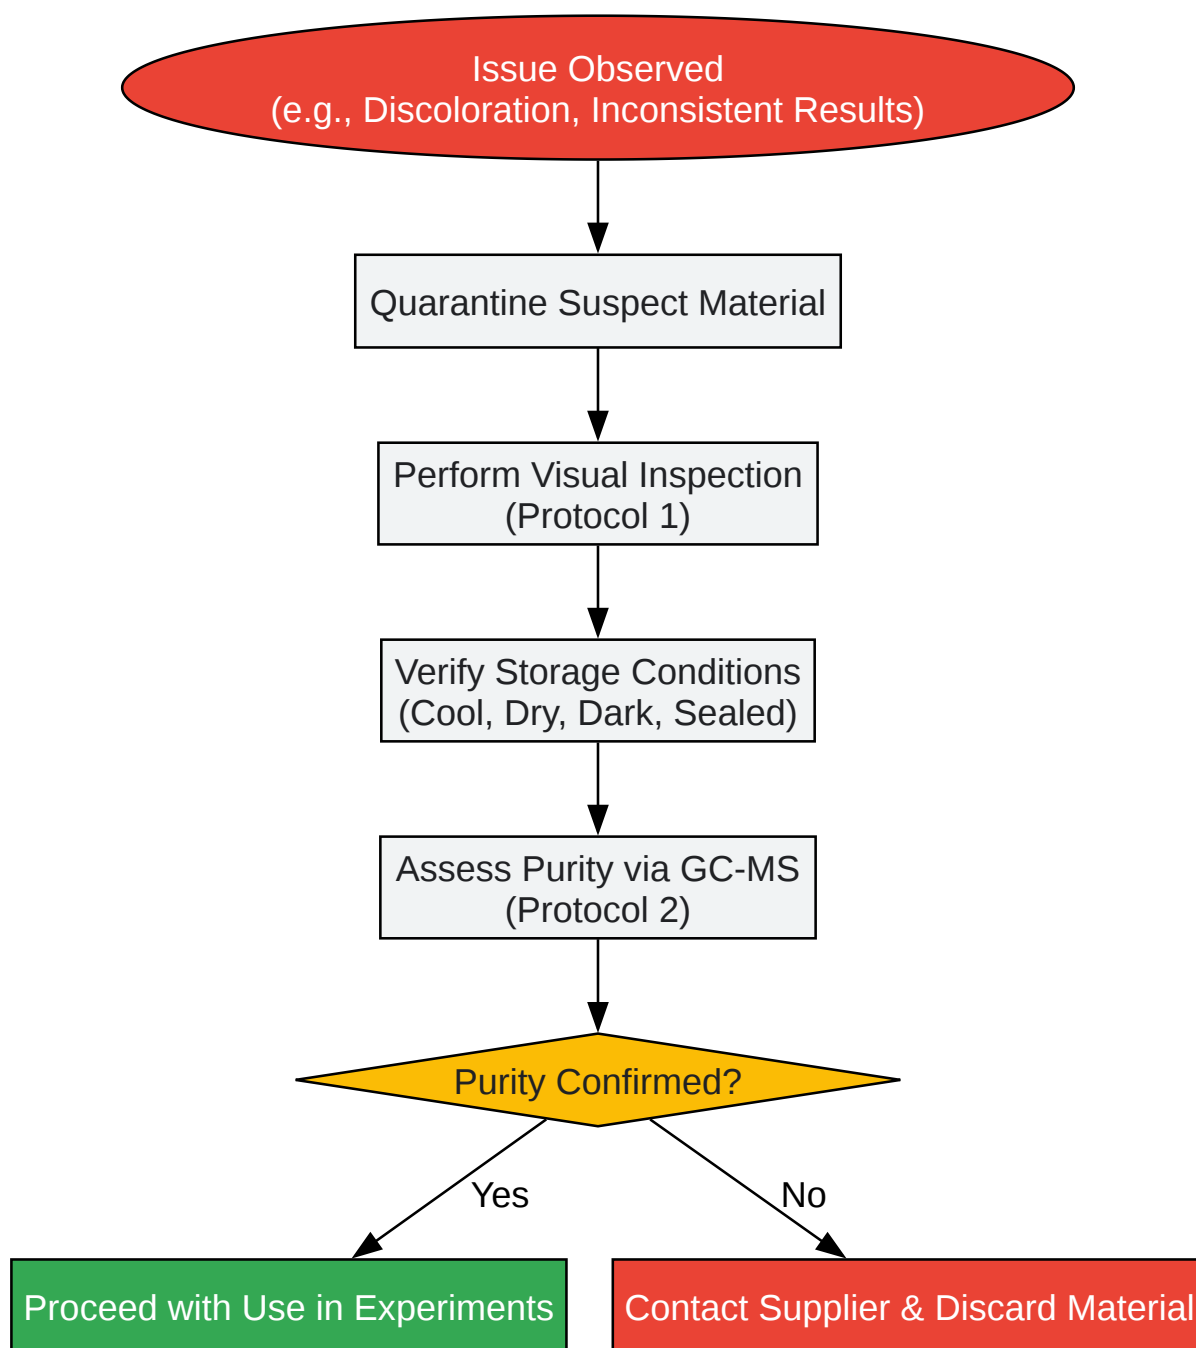 Issue Observed
(e.g., Discoloration, Inconsistent Results)
Quarantine Suspect Material
Perform Visual Inspection
(Protocol 1)
Verify Storage Conditions
(Cool, Dry, Dark, Sealed)
Assess Purity via GC-MS
(Protocol 2)
Purity Confirmed?
Yes
No
Proceed with Use in Experiments
Contact Supplier & Discard Material